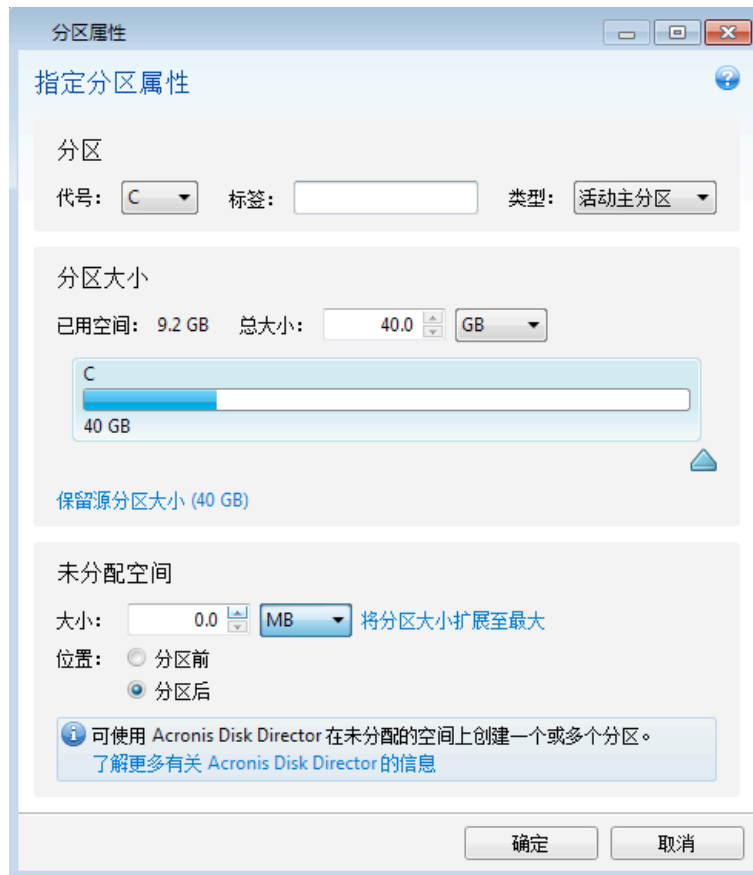 分区属性
指定分区属性
分区
代号： C 标签： 类型： 活动主分区
分区大小
已用空间： 9.2 GB 总大小： 40.0 GB
C
40 GB
保留源分区大小 (40 GB)
未分配空间
大小： 0.0 MB 将分区大小扩展至最大
位置： 分区前
分区后
可使用 Acronis Disk Director 在未分配的空间上创建一个或多个分区。
了解更多有关 Acronis Disk Director 的信息
确定 取消